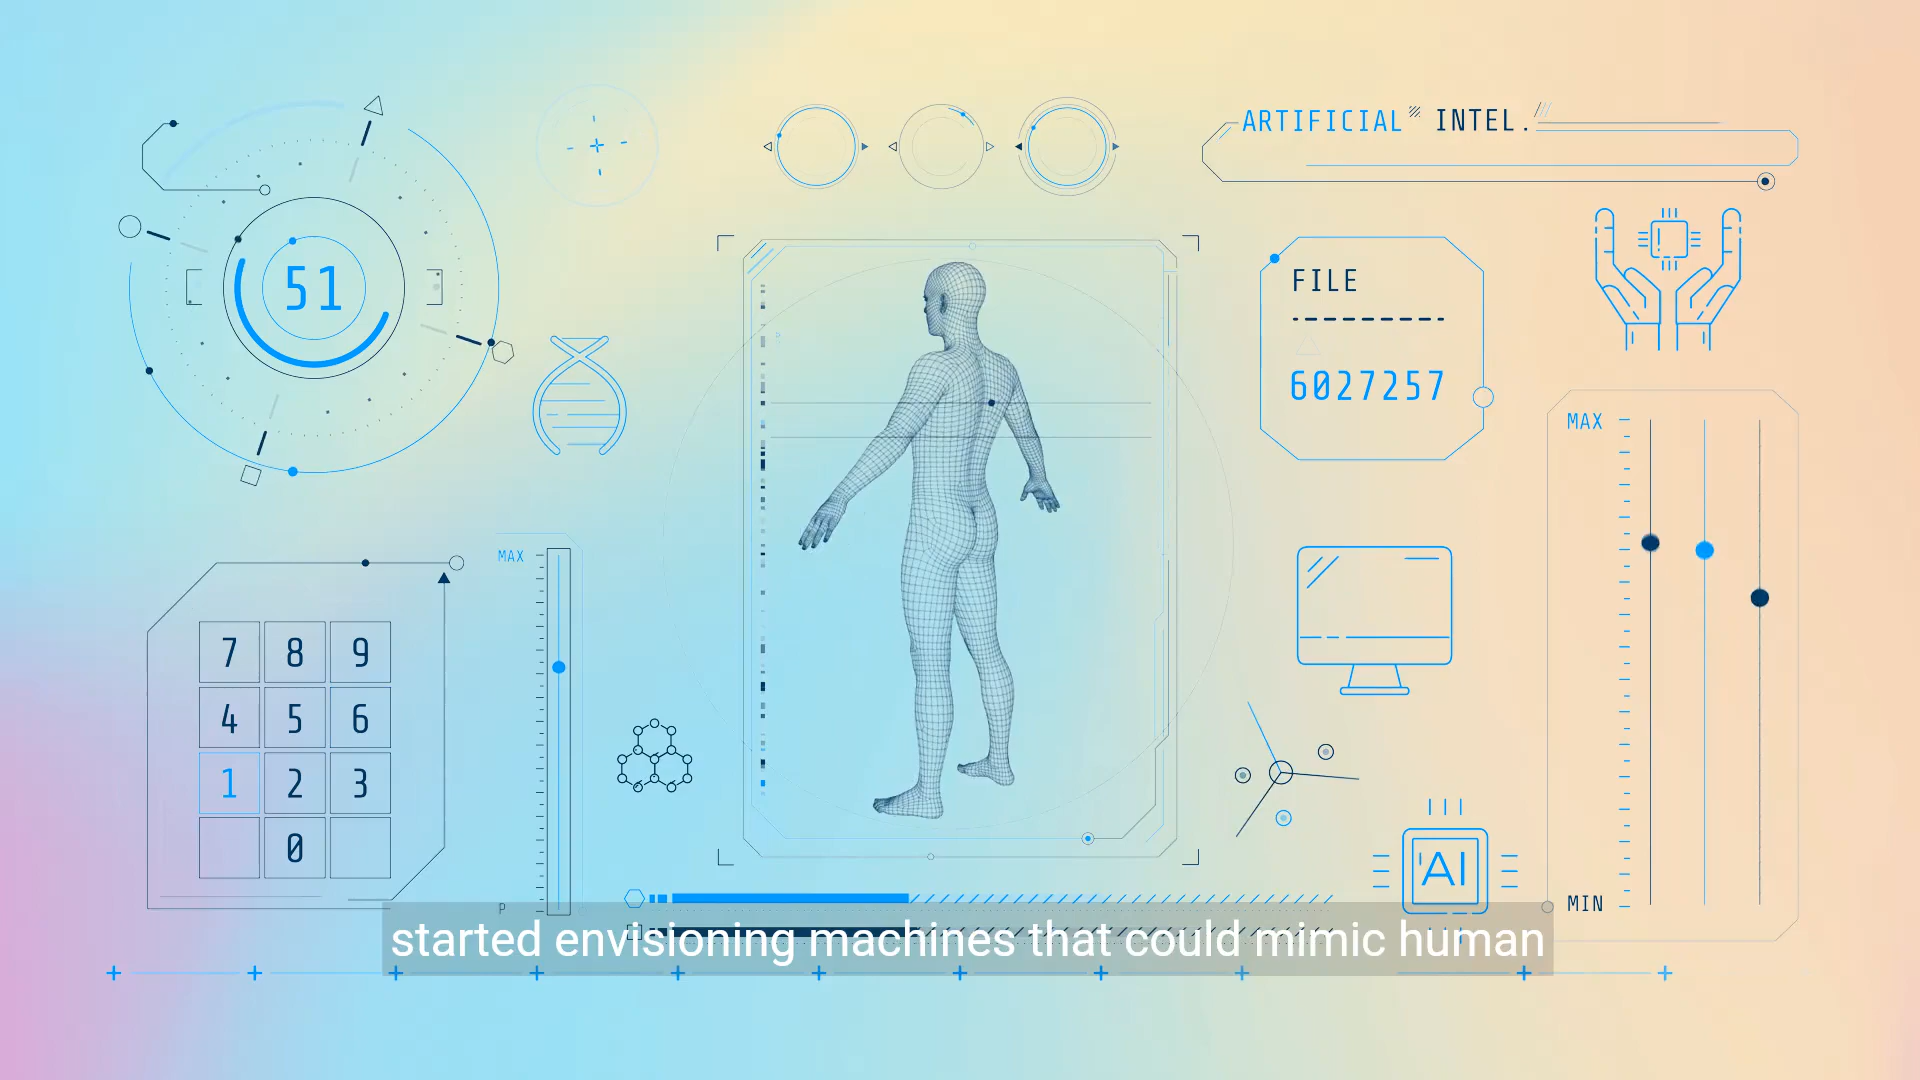 ARTIFICIAL INTEL.
51
FILE
6027257
MAX
MAX
7 8 9
4 5 6
1 2 3
0
AI
P
MIN
started envisioning machines that could mimic human